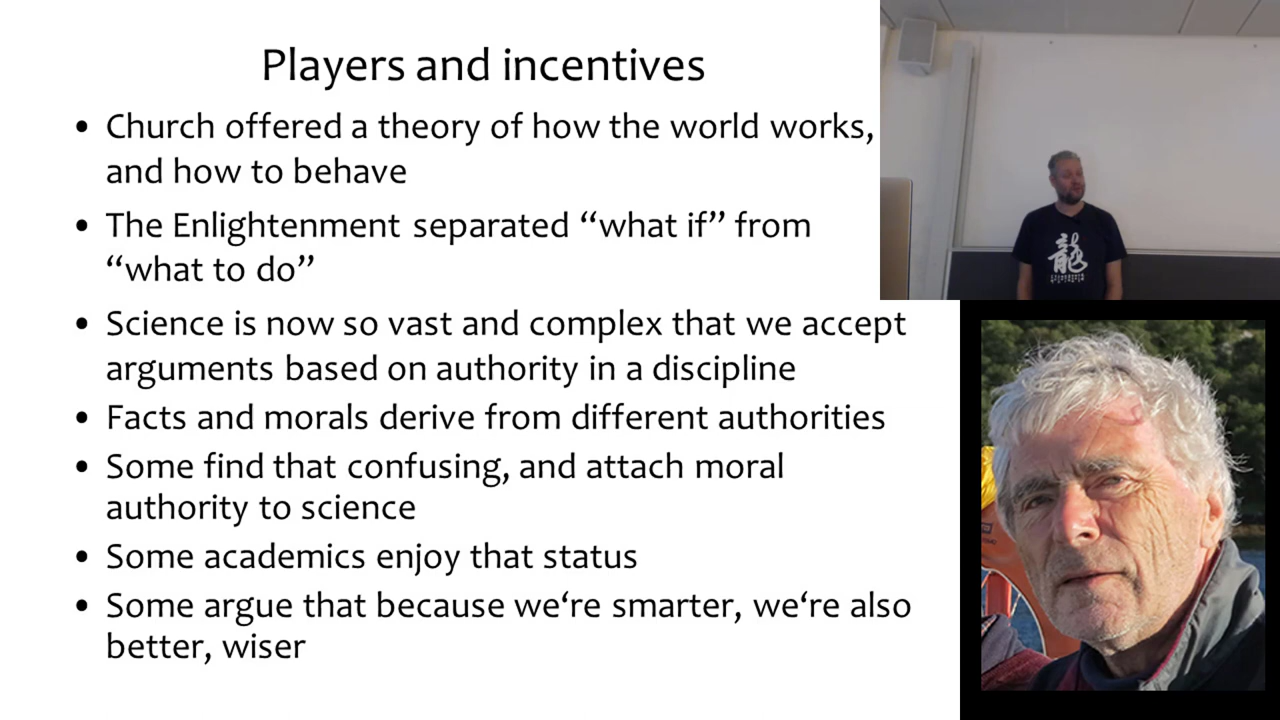 Players and incentives
• Church offered a theory of how the world works,
and how to behave
• The Enlightenment separated “what if” from
“what to do”
• Science is now so vast and complex that we accept
arguments based on authority in a discipline
• Facts and morals derive from different authorities
• Some find that confusing, and attach moral
authority to science
• Some academics enjoy that status
• Some argue that because we‘re smarter, we‘re also
better, wiser
龍